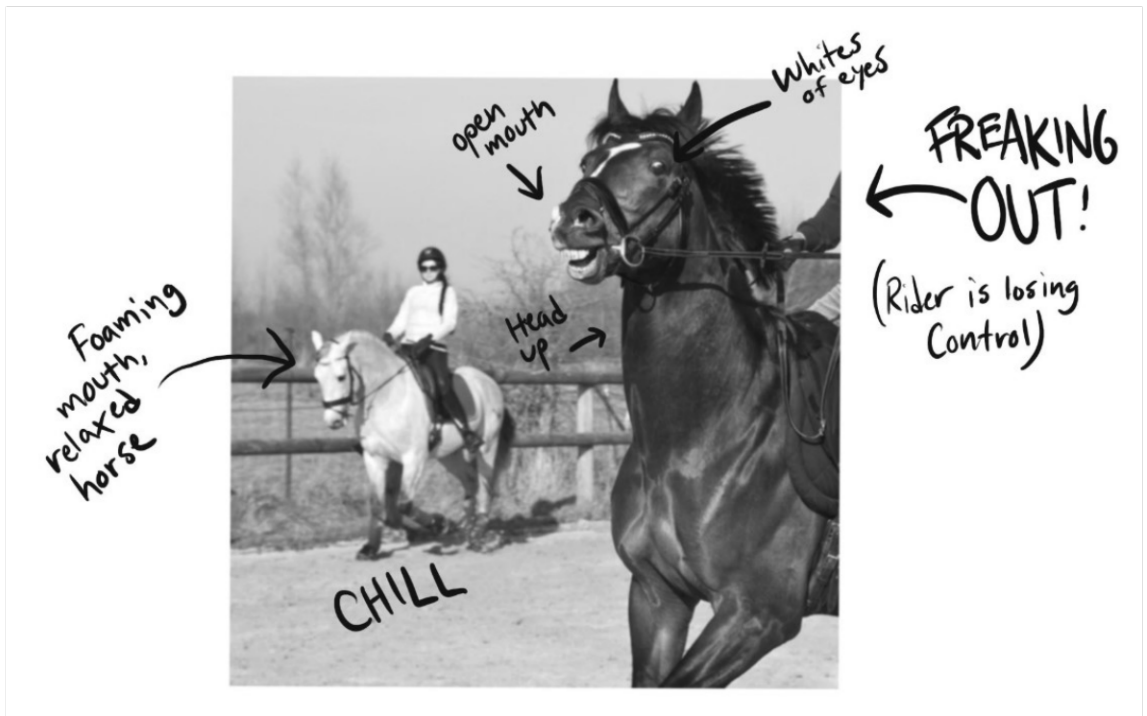 Whites
of eyes
open
mouth
FREAKING
OUT!
(Rider is losing
Control)
Head
up
Foaming
mouth,
relaxed
horse
CHILL